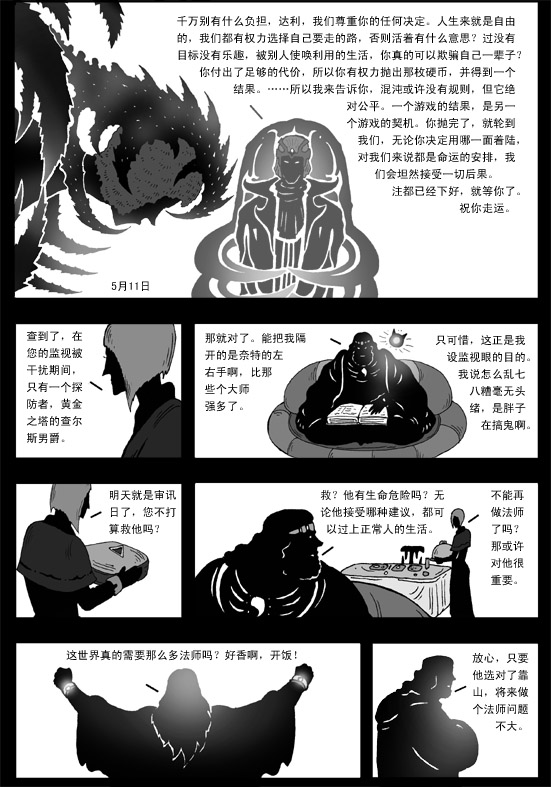 千万别有什么负担，达利，我们尊重你的任何决定。人生来就是自由
的，我们都有权力选择自己要走的路，否则活着有什么意思？过没有
目标没有乐趣，被别人使唤利用的生活，你真的可以欺骗自己一辈子？
你付出了足够的代价，所以你有权力抛出那枚硬币，并得到一个
结果。……所以我来告诉你，混沌或许没有规则，但它绝
对公平。一个游戏的结果，是另一
个游戏的契机。你抛完了，就轮到
我们，无论你决定用哪一面着陆，
对我们来说都是命运的安排，我
们会坦然接受一切后果。
注都已经下好，就等你了。
祝你走运。
5月11日
查到了，在
您的监视被
干扰期间，
只有一个探
防者，黄金
之塔的查尔
斯男爵。
那就对了。能把我隔
开的是奈特的左
右手啊，比那
些个大师
强多了。
只可惜，这正是我
设监视眼的目的。
我说怎么乱七
八糟毫无头
绪，是胖子
在搞鬼啊。
明天就是审讯
日了，您不打
算救他吗？
救？他有生命危险吗？无
论他接受哪种建议，都可
以过上正常人的生活。
不能再
做法师
了吗？
那或许
对他很
重要。
这世界真的需要那么多法师吗？好香啊，开饭！
放心，只要
他选对了靠
山，将来做
个法师问题
不大。